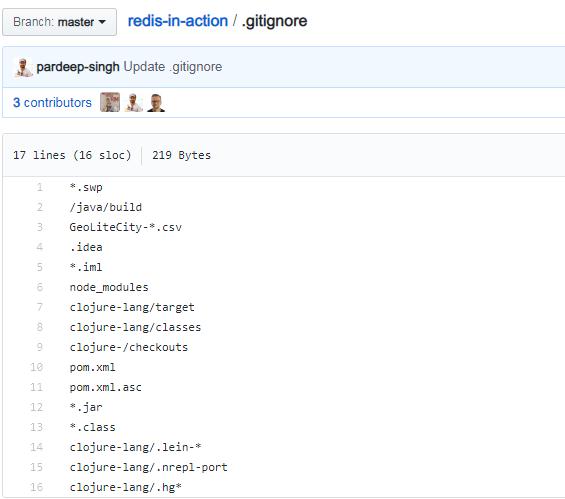 Branch: master redis-in-action / .gitignore
pardeep-singh Update .gitignore
3 contributors
17 lines (16 sloc) 219 Bytes
1 *.swp
2 /java/build
3 GeoLiteCity-*.csv
4 .idea
5 *.iml
6 node_modules
7 clojure-lang/target
8 clojure-lang/classes
9 clojure-/checkouts
10 pom.xml
11 pom.xml.asc
12 *.jar
13 *.class
14 clojure-lang/.lein-*
15 clojure-lang/.nrepl-port
16 clojure-lang/.hg*